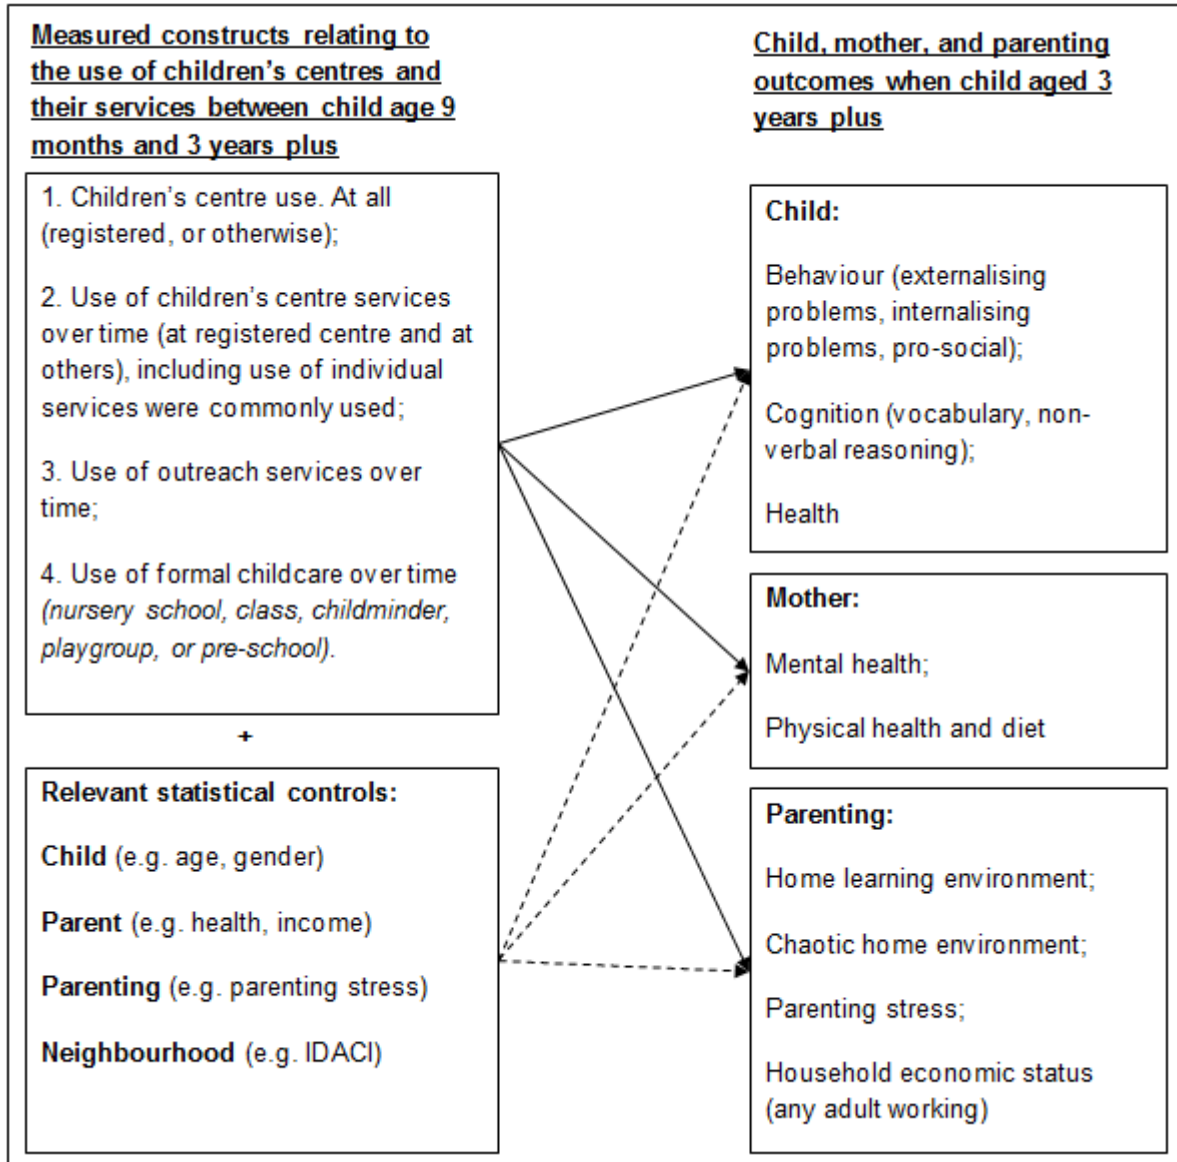 Measured constructs relating to
the use of children's centres and
their services between child age 9
months and 3 years plus
1. Children's centre use. At all
(registered, or otherwise);
2. Use of children's centre services
over time (at registered centre and at
others), including use of individual
services were commonly used;
3. Use of outreach services over
time;
4. Use of formal childcare over time
(nursery school, class, childminder,
playgroup, or pre-school).
+
Relevant statistical controls:
Child (e.g. age, gender)
Parent (e.g. health, income)
Parenting (e.g. parenting stress)
Neighbourhood (e.g. IDACI)
Child, mother, and parenting
outcomes when child aged 3
years plus
Child:
Behaviour (externalising
problems, internalising
problems, pro-social);
Cognition (vocabulary, non-
verbal reasoning);
Health
Mother:
Mental health;
Physical health and diet
Parenting:
Home learning environment;
Chaotic home environment;
Parenting stress;
Household economic status
(any adult working)